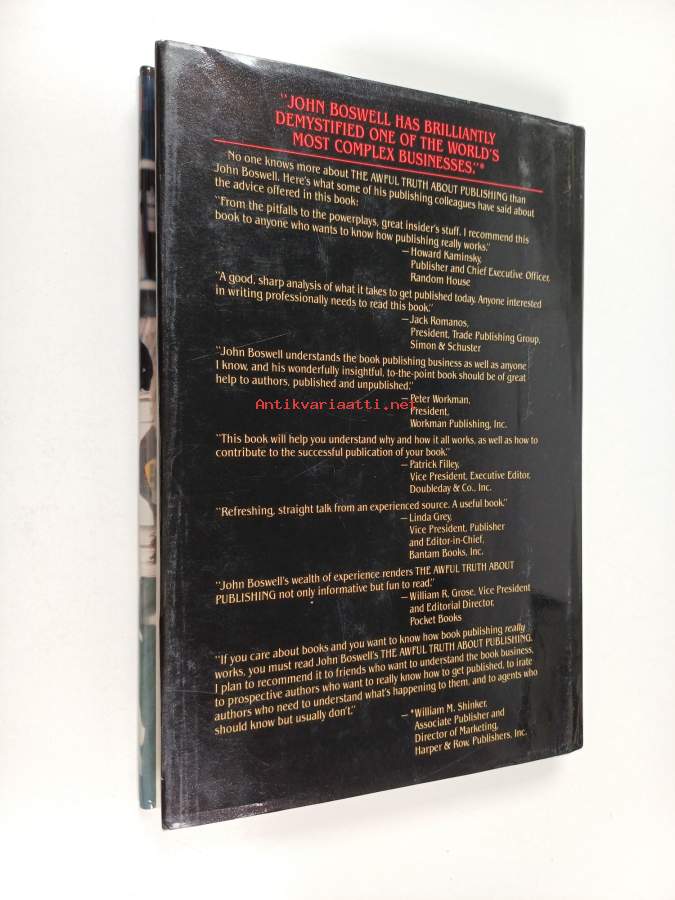 "JOHN BOSWELL HAS BRILLIANTLY
DEMYSTIFIED ONE OF THE WORLD'S
MOST COMPLEX BUSINESSES."*
No one knows more about THE AWFUL TRUTH ABOUT PUBLISHING than
John Boswell. Here's what some of his publishing colleagues have said about
the advice offered in this book:
"From the pitfalls to the powerplays, great insider's stuff. I recommend this
book to anyone who wants to know how publishing really works."
—Howard Kaminsky,
Publisher and Chief Executive Officer,
Random House
"A good, sharp analysis of what it takes to get published today. Anyone interested
in writing professionally needs to read this book."
—Jack Romanos,
President, Trade Publishing Group,
Simon & Schuster
"John Boswell understands the book publishing business as well as anyone
I know, and his wonderfully insightful, to-the-point book should be of great
help to authors, published and unpublished."
—Peter Workman,
Antikvariaatti.net
President,
Workman Publishing, Inc.
"This book will help you understand why and how it all works, as well as how to
contribute to the successful publication of your book."
—Patrick Filley,
Vice President, Executive Editor,
Doubleday & Co., Inc.
"Refreshing, straight talk from an experienced source. A useful book."
—Linda Grey,
Vice President, Publisher
and Editor-in-Chief,
Bantam Books, Inc.
"John Boswell's wealth of experience renders THE AWFUL TRUTH ABOUT
PUBLISHING not only informative but fun to read."
—William R. Grose, Vice President
and Editorial Director,
Pocket Books
"If you care about books and you want to know how book publishing really
works, you must read John Boswell's THE AWFUL TRUTH ABOUT PUBLISHING.
I plan to recommend it to friends who want to understand the book business,
to prospective authors who want to really know how to get published, to irate
authors who need to understand what's happening to them, and to agents who
should know but usually don't."
—*William M. Shinker,
Associate Publisher and
Director of Marketing,
Harper & Row, Publishers, Inc.